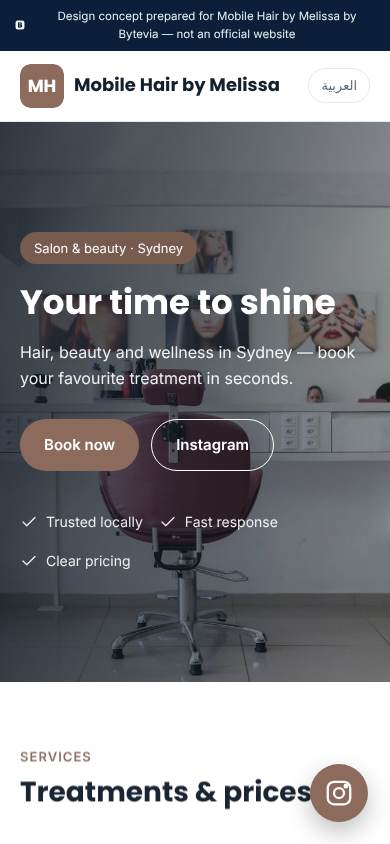 Design concept prepared for Mobile Hair by Melissa by
Bytevia — not an official website
MH
Mobile Hair by Melissa
العربية
Salon & beauty · Sydney
Your time to shine
Hair, beauty and wellness in Sydney — book
your favourite treatment in seconds.
Book now
Instagram
Trusted locally
Fast response
Clear pricing
SERVICES
Treatments & prices